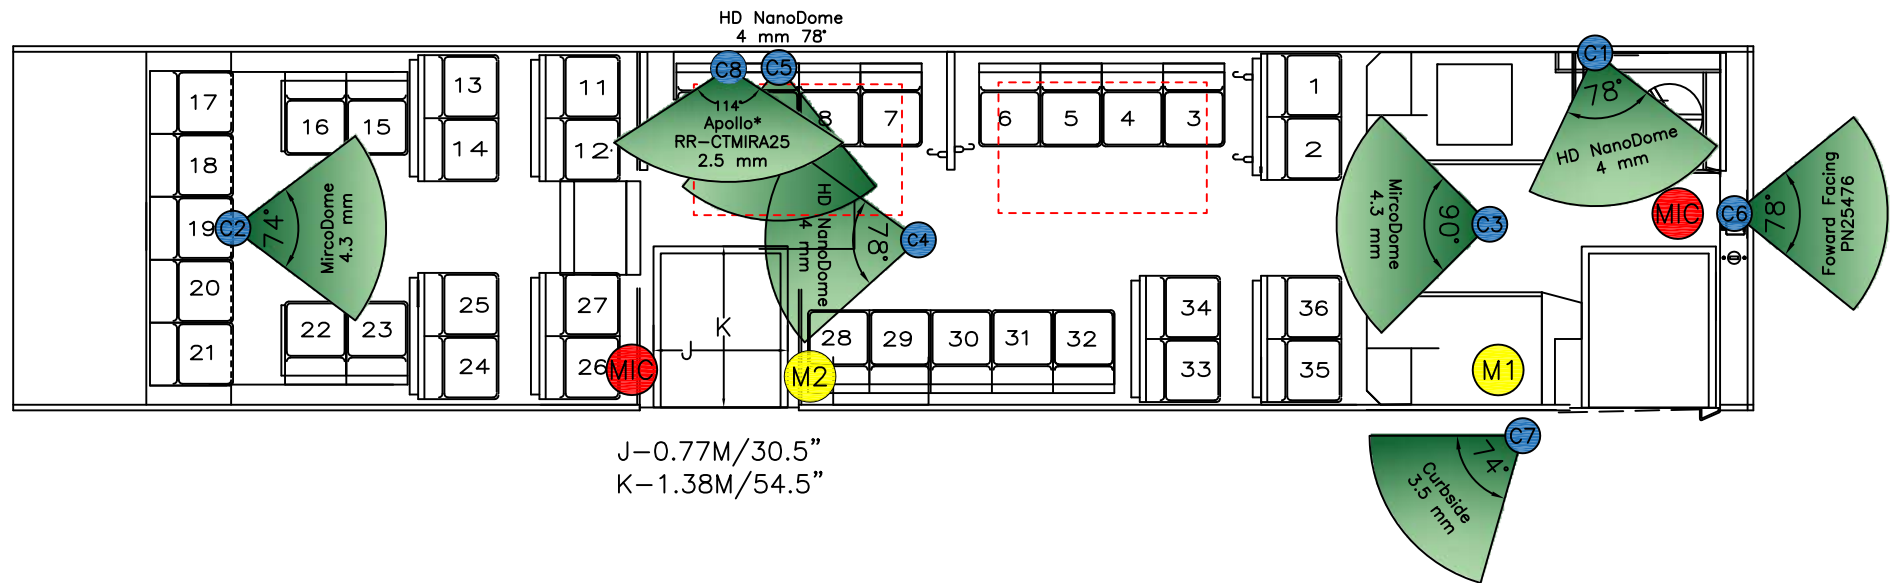 HD NanoDome
4 mm 78°
C8
C5
C1
17
18
19
20
21
16
15
13
14
11
12
114°
Apollo*
RR-CTMIRA25
2.5 mm
8
7
6
5
4
3
1
2
78°
HD NanoDome
4 mm
MIC
C6
78°
Foward Facing
PN25476
C2
74°
MircoDome
4.3 mm
HD NanoDome
4 mm
78°
C4
MircoDome
4.3 mm
90°
C3
22
23
25
24
27
26
MIC
J
K
M2
28
29
30
31
32
34
33
36
35
M1
C7
74°
Curbside
3.5 mm
J-0.77M/30.5”
K-1.38M/54.5”